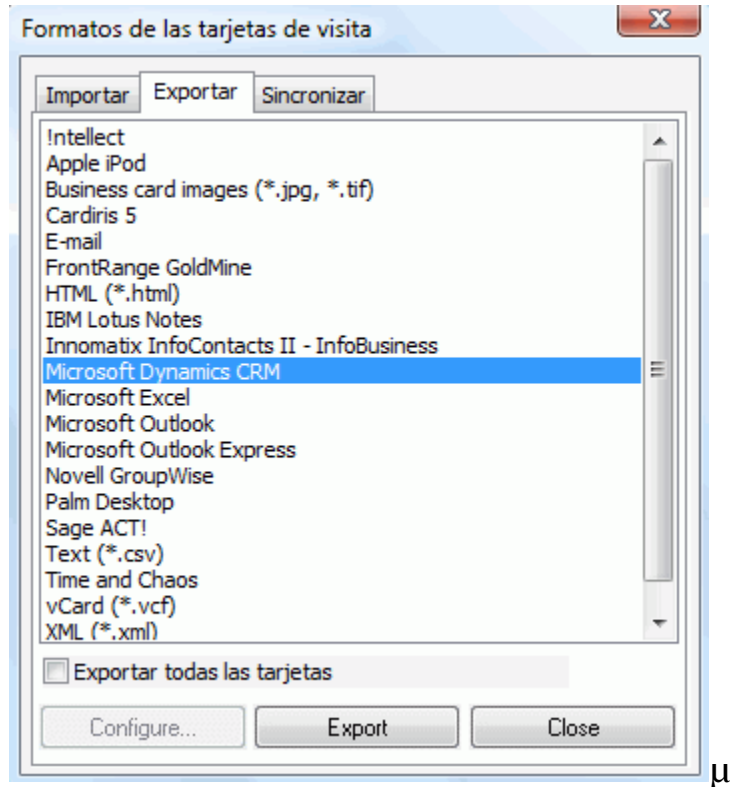 Formatos de las tarjetas de visita
Importar Exportar Sincronizar
!ntellect
Apple iPod
Business card images (*.jpg, *.tif)
Cardiris 5
E-mail
FrontRange GoldMine
HTML (*.html)
IBM Lotus Notes
Innomatix InfoContacts II - InfoBusiness
Microsoft Dynamics CRM
Microsoft Excel
Microsoft Outlook
Microsoft Outlook Express
Novell GroupWise
Palm Desktop
Sage ACT!
Text (*.csv)
Time and Chaos
vCard (*.vcf)
XML (*.xml)
Exportar todas las tarjetas
Configure... Export Close
μ